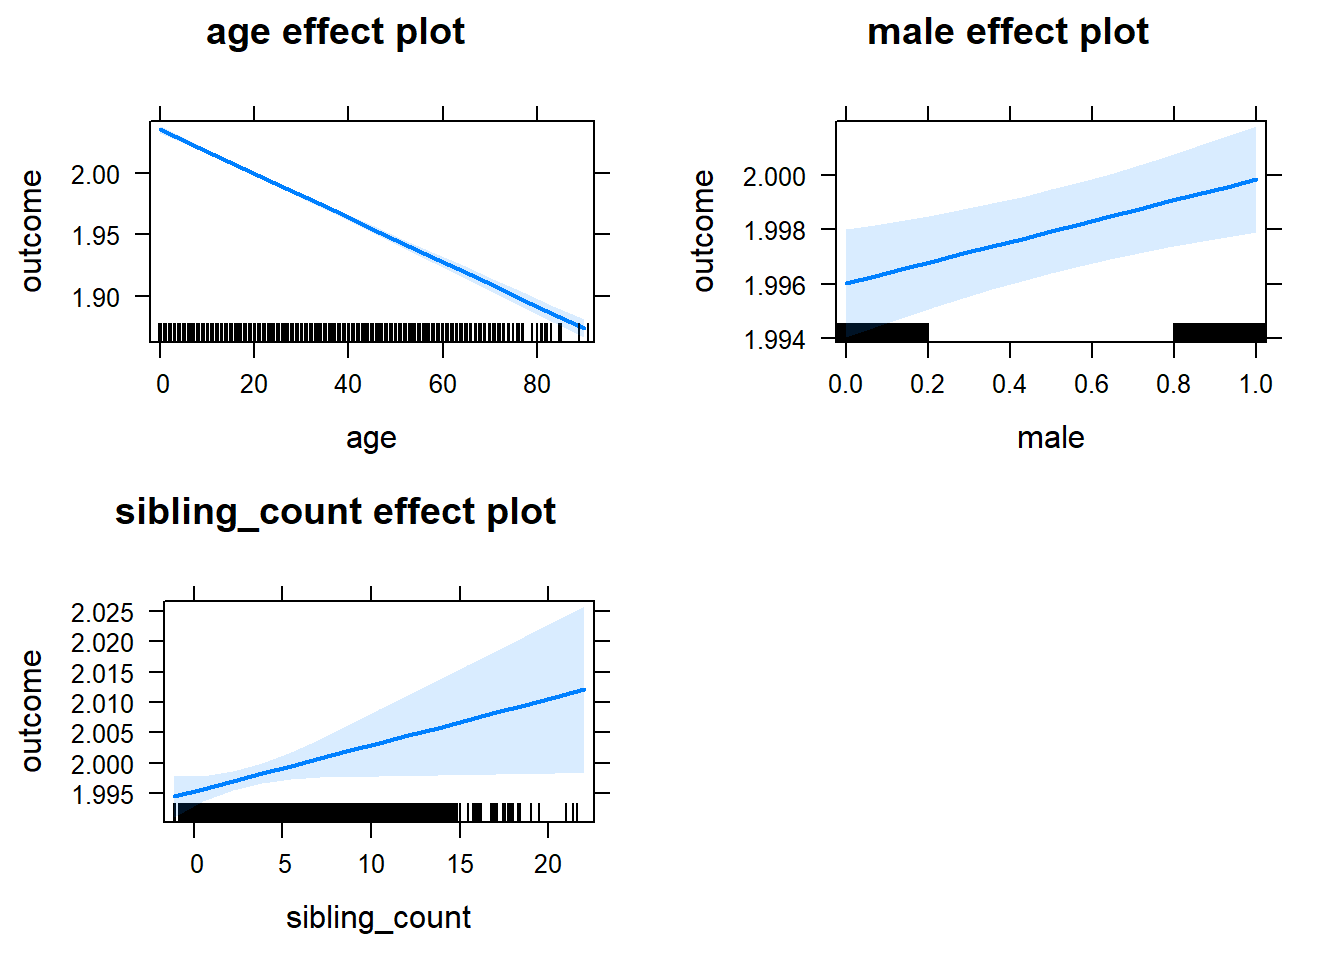 age effect plot
outcome
2.00
1.95
1.90
0 20 40 60 80
age
male effect plot
outcome
2.000
1.998
1.996
1.994
0.0 0.2 0.4 0.6 0.8 1.0
male
sibling_count effect plot
outcome
2.025
2.020
2.015
2.010
2.005
2.000
1.995
0 5 10 15 20
sibling_count